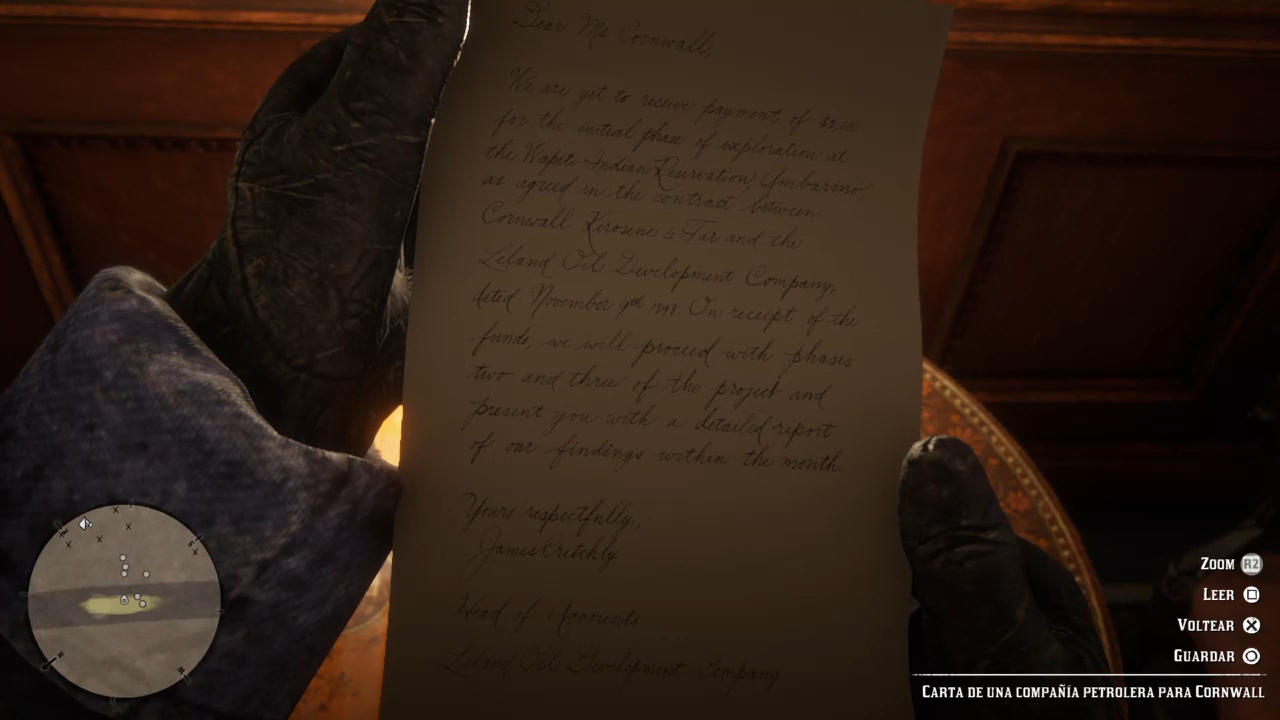 Dear Mr Cornwall,
We are yet to receive payment of
for the initial phase of exploration at
the Wapiti Indian Reservation, Ambarino,
as agreed in the contract between
Cornwall Kerosene & Tar and the
Leland Oil Development Company,
dated November 9th 1898. On receipt of the
funds, we will proceed with phases
two and three of the project and
present you with a detailed report
of our findings within the month.
Yours respectfully,
James Critchly
Head of Accounts
Leland Oil Development Company
ZOOM R2
LEER
VOLTEAR
GUARDAR
CARTA DE UNA COMPAÑÍA PETROLERA PARA CORNWALL